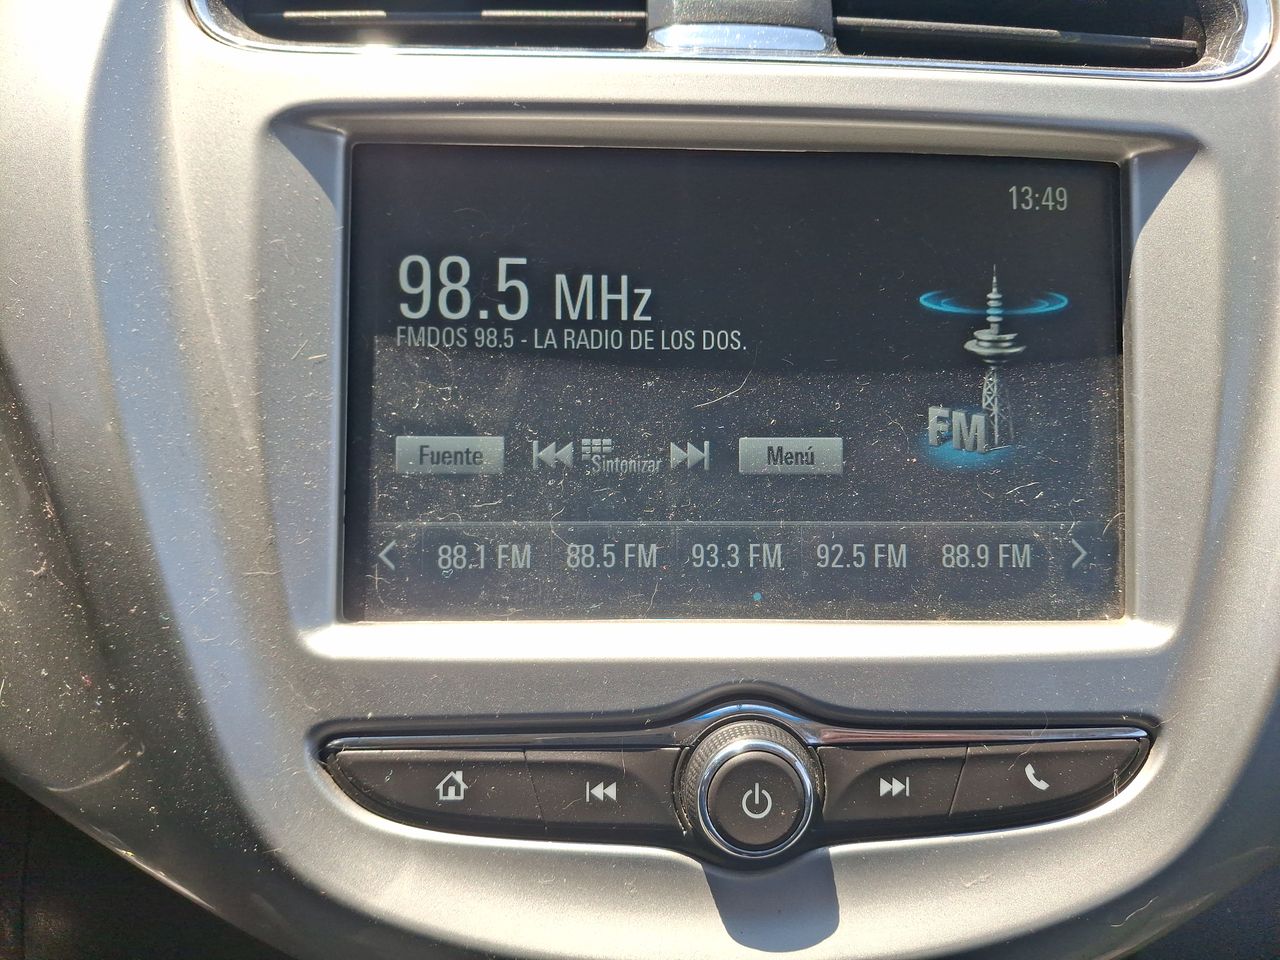 13:49
98.5 MHz
FMDOS 98.5 - LA RADIO DE LOS DOS.
FM
Fuente Sintonizar Menú
88.1 FM 88.5 FM 93.3 FM 92.5 FM 88.9 FM